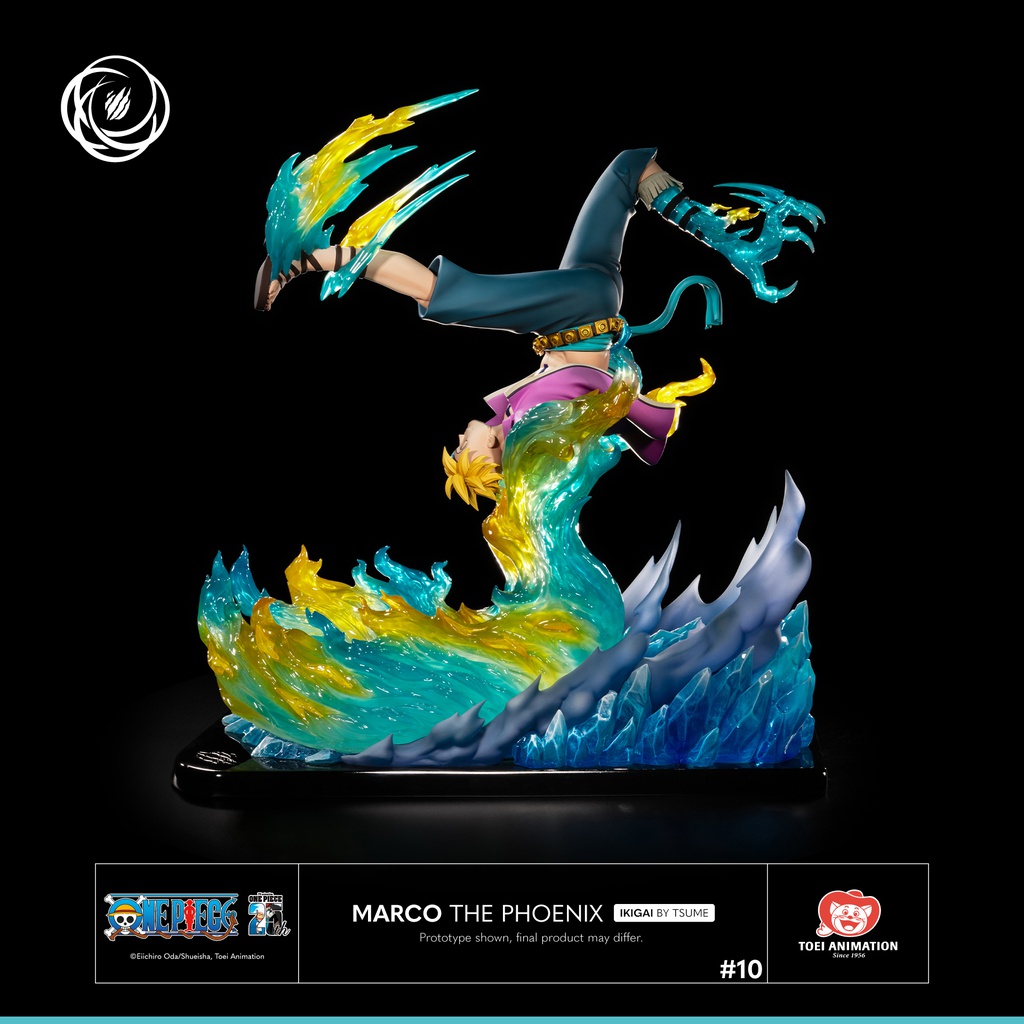 ONE PIECE
ONE PIECE
25th
©Eiichiro Oda/Shueisha, Toei Animation
MARCO THE PHOENIX IKIGAI BY TSUME
Prototype shown, final product may differ.
#10
TOEI ANIMATION
Since 1956